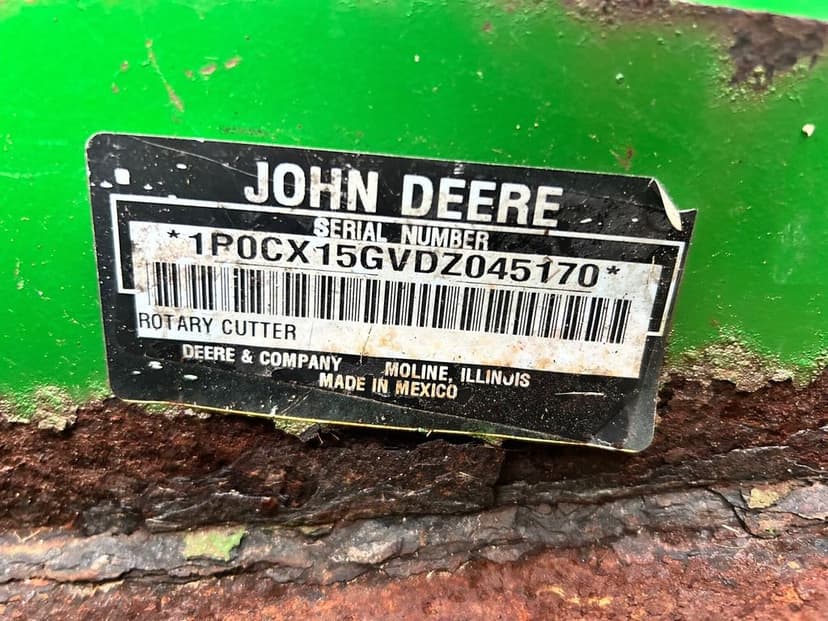 JOHN DEERE
SERIAL NUMBER
*1P0CX15GVDZ045170*
ROTARY CUTTER
DEERE & COMPANY MOLINE, ILLINOIS
MADE IN MEXICO